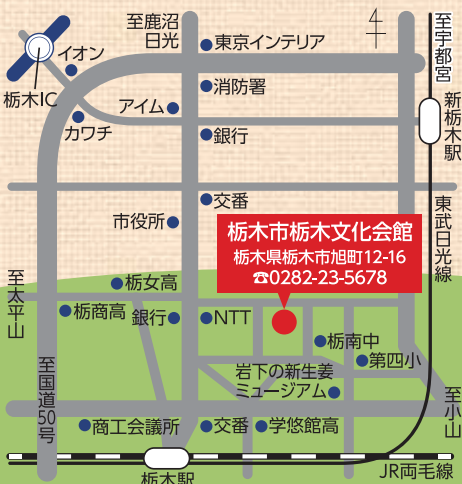 至鹿沼
日光
東京インテリア
至宇都宮
イオン
栃木IC
消防署
アイム
カワチ
銀行
新栃木駅
交番
市役所
東武日光線
栃木市栃木文化会館
栃木県栃木市旭町12-16
☎0282-23-5678
至太平山
栃女高
栃商高
銀行
NTT
栃南中
第四小
岩下の新生姜
ミュージアム
至国道50号
至小山
商工会議所
交番
学悠館高
栃木駅
JR両毛線